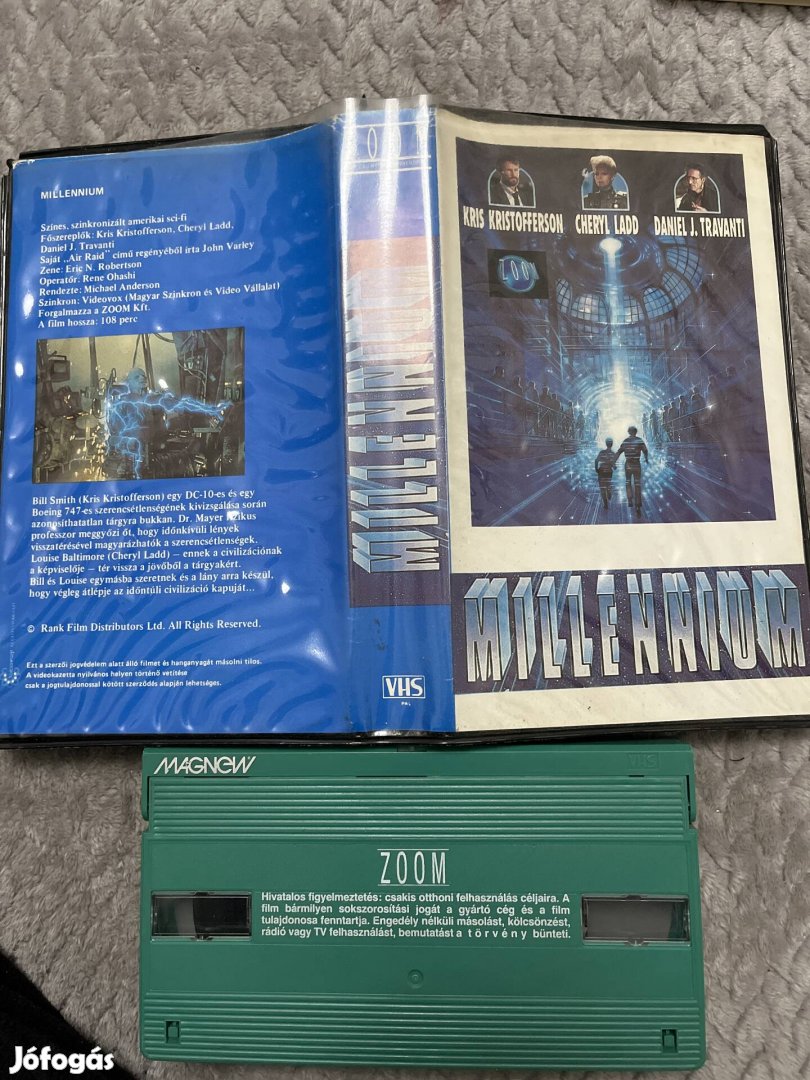 MILLENNIUM
Színes, szinkronizált amerikai sci-fi
Főszereplők: Kris Kristofferson, Cheryl Ladd,
Daniel J. Travanti
Saját „Air Raid” című regényéből írta John Varley
Zene: Eric N. Robertson
Operatőr: Rene Ohashi
Rendezte: Michael Anderson
Szinkron: Videovox (Magyar Szinkron és Video Vállalat)
Forgalmazza a ZOOM Kft.
A film hossza: 108 perc
Bill Smith (Kris Kristofferson) egy DC-10-es és egy
Boeing 747-es szerencsétlenségének kivizsgálása során
azonosíthatatlan tárgyra bukkan. Dr. Mayer fizikus
professzor meggyőzi őt, hogy időnkívüli lények
visszatérésével magyarázhatók a szerencsétlenségek.
Louise Baltimore (Cheryl Ladd) – ennek a civilizációnak
a képviselője – tér vissza a jövőből a tárgyakért.
Bill és Louise egymásba szeretnek és a lány arra készül,
hogy végleg átlépje az időntúli civilizáció kapuját...
© Rank Film Distributors Ltd. All Rights Reserved.
Ezt a szerzői jogvédelem alatt álló filmet és hanganyagát másolni tilos.
A videokazetta nyilvános helyen történő vetítése
csak a jogtulajdonossal kötött szerződés alapján lehetséges.
ZOOM
MILLENNIUM
VHS
PAL
KRIS KRISTOFFERSON CHERYL LADD DANIEL J. TRAVANTI
ZOOM
MILLENNIUM
MAGNEW
VHS
ZOOM
Hivatalos figyelmeztetés: csakis otthoni felhasználás céljaira. A
film bármilyen sokszorosítási jogát a gyártó cég és a film
tulajdonosa fenntartja. Engedély nélküli másolást, kölcsönzést,
rádió vagy TV felhasználást, bemutatást a törvény bünteti.
Jófogás